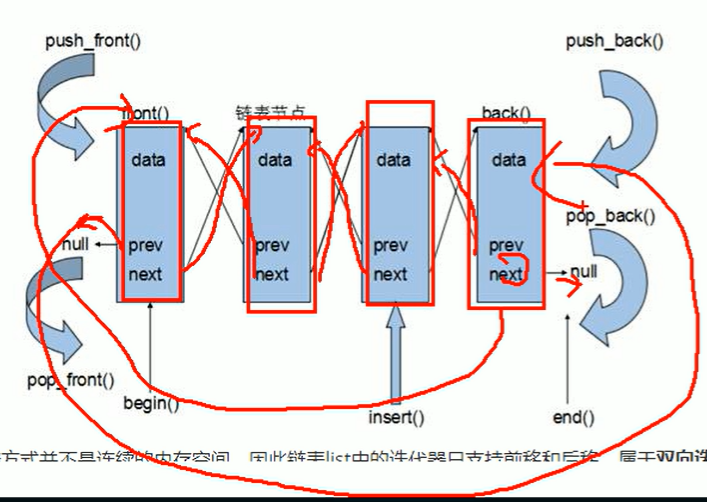 push_front()
push_back()
front()
链表节点
back()
data
data
data
data
null
prev
prev
prev
prev
pop_back()
next
next
next
next
null
pop_front()
begin()
insert()
end()
方式并不是连续的内存空间，因此链表list中的迭代器只支持前移和后移，属于双向迭